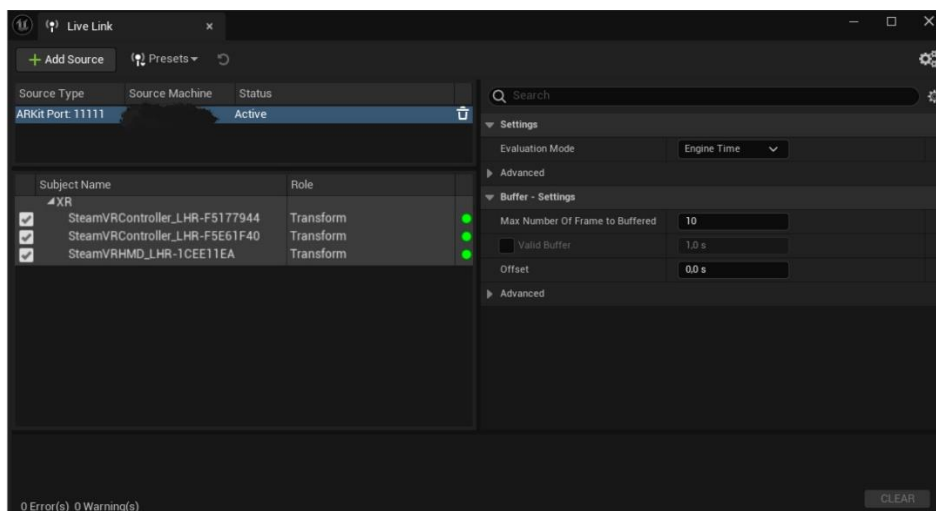 Live Link
+ Add Source Presets
Source Type Source Machine Status
ARKit Port: 11111 Active
Subject Name Role
XR
SteamVRController_LHR-F5177944 Transform
SteamVRController_LHR-F5E61F40 Transform
SteamVRHMD_LHR-1CEE11EA Transform
0 Error(s) 0 Warning(s)
Search
Settings
Evaluation Mode Engine Time
Advanced
Buffer - Settings
Max Number Of Frame to Buffered 10
Valid Buffer 1,0 s
Offset 0,0 s
Advanced
CLEAR